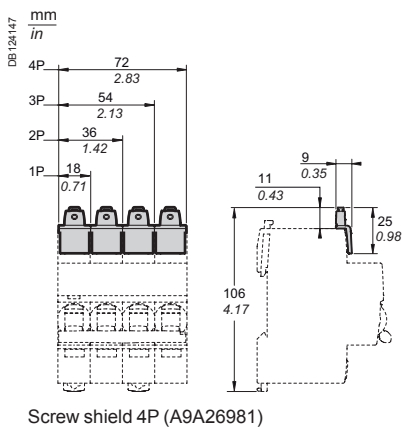 mm
in
DB124147
4P 72
2.83
3P 54
2.13
2P 36
1.42
1P 18
0.71
9
0.35
11
0.43
25
0.98
106
4.17
Screw shield 4P (A9A26981)